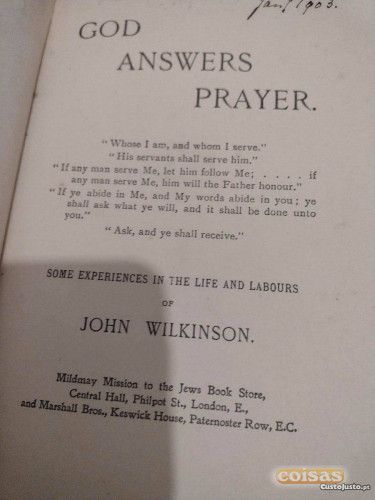 Jany 1903.
GOD
ANSWERS
PRAYER.
"Whose I am, and whom I serve."
"His servants shall serve him."
"If any man serve Me, let him follow Me; . . . . if
any man serve Me, him will the Father honour."
"If ye abide in Me, and My words abide in you; ye
shall ask what ye will, and it shall be done unto
you."
"Ask, and ye shall receive."
SOME EXPERIENCES IN THE LIFE AND LABOURS
OF
JOHN WILKINSON.
Mildmay Mission to the Jews Book Store,
Central Hall, Philpot St., London, E.,
and Marshall Bros., Keswick House, Paternoster Row, E.C.
coisas
CustoJusto.pt